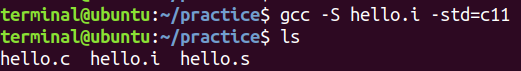 terminal@ubuntu:~/practice$ gcc -S hello.i -std=c11
terminal@ubuntu:~/practice$ ls
hello.c  hello.i  hello.s